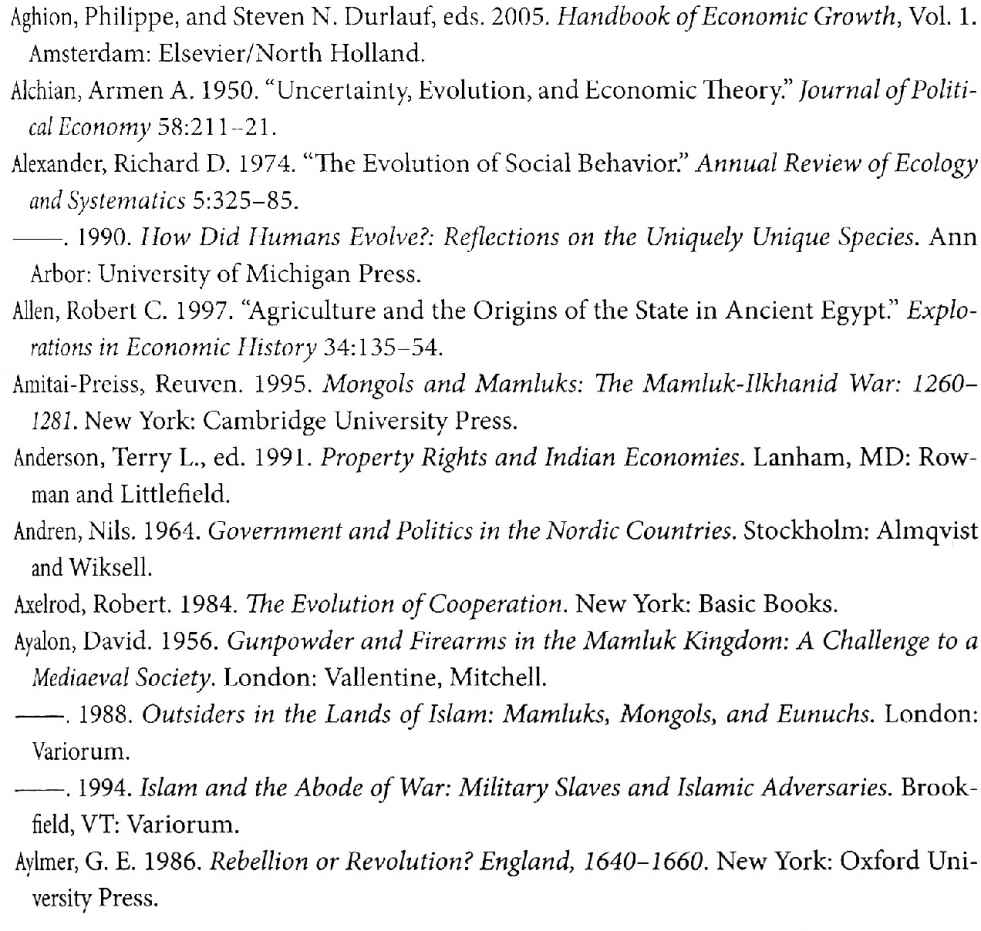 Aghion, Philippe, and Steven N. Durlauf, eds. 2005. Handbook of Economic Growth, Vol. 1.
Amsterdam: Elsevier/North Holland.
Alchian, Armen A. 1950. “Uncertainty, Evolution, and Economic Theory.” Journal of Politi-
cal Economy 58:211–21.
Alexander, Richard D. 1974. “The Evolution of Social Behavior.” Annual Review of Ecology
and Systematics 5:325–85.
——. 1990. How Did Humans Evolve?: Reflections on the Uniquely Unique Species. Ann
Arbor: University of Michigan Press.
Allen, Robert C. 1997. “Agriculture and the Origins of the State in Ancient Egypt.” Explo-
rations in Economic History 34:135–54.
Amitai-Preiss, Reuven. 1995. Mongols and Mamluks: The Mamluk-Ilkhanid War: 1260–
1281. New York: Cambridge University Press.
Anderson, Terry L., ed. 1991. Property Rights and Indian Economies. Lanham, MD: Row-
man and Littlefield.
Andren, Nils. 1964. Government and Politics in the Nordic Countries. Stockholm: Almqvist
and Wiksell.
Axelrod, Robert. 1984. The Evolution of Cooperation. New York: Basic Books.
Ayalon, David. 1956. Gunpowder and Firearms in the Mamluk Kingdom: A Challenge to a
Mediaeval Society. London: Vallentine, Mitchell.
——. 1988. Outsiders in the Lands of Islam: Mamluks, Mongols, and Eunuchs. London:
Variorum.
——. 1994. Islam and the Abode of War: Military Slaves and Islamic Adversaries. Brook-
field, VT: Variorum.
Aylmer, G. E. 1986. Rebellion or Revolution? England, 1640–1660. New York: Oxford Uni-
versity Press.